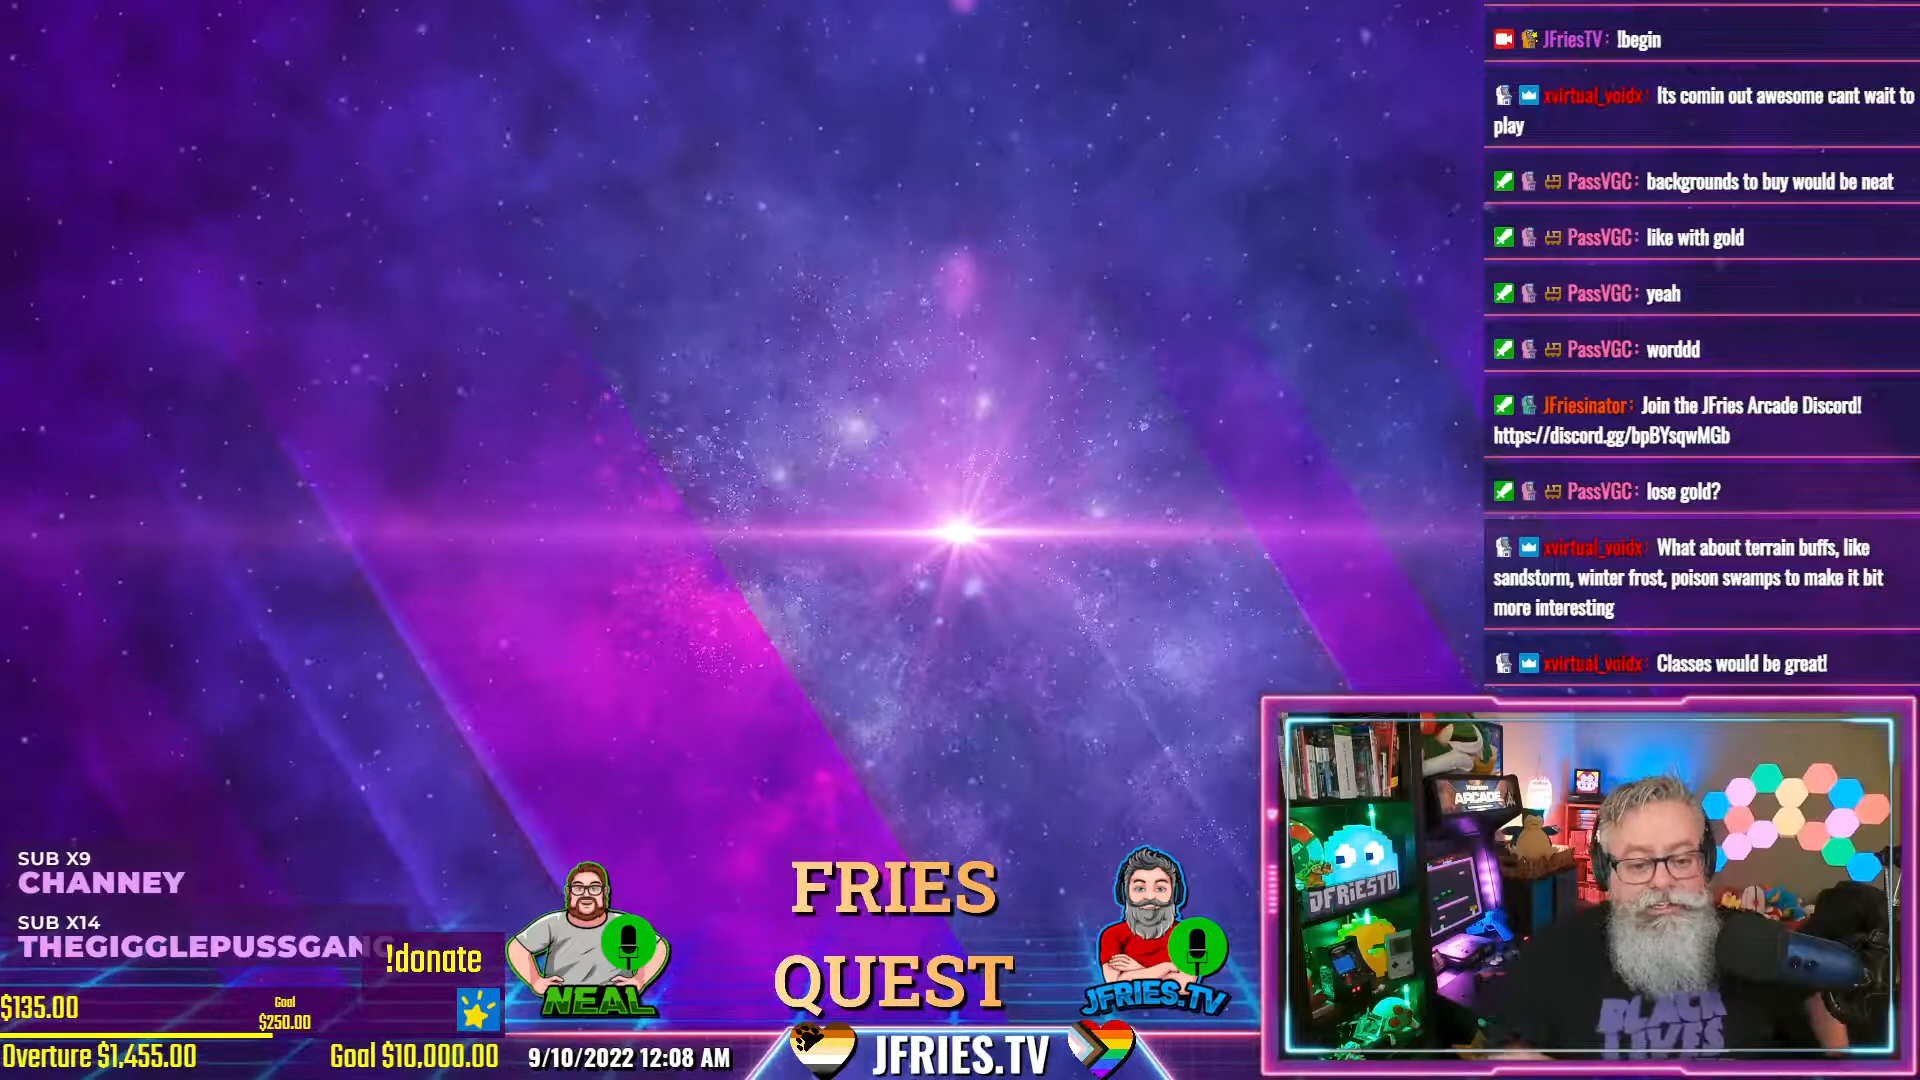 JFriesTV: !begin
xvirtual_voidx: Its comin out awesome cant wait to
play
PassVGC: backgrounds to buy would be neat
PassVGC: like with gold
PassVGC: yeah
PassVGC: worddd
JFriesinator: Join the JFries Arcade Discord!
https://discord.gg/bpBYsqwMGb
PassVGC: lose gold?
xvirtual_voidx: What about terrain buffs, like
sandstorm, winter frost, poison swamps to make it bit
more interesting
xvirtual_voidx: Classes would be great!
ARCADE
JFRIESTV
BLACK
LIVES
SUB X9
CHANNEY
SUB X14
THEGIGGLEPUSSGANG
!donate
$135.00
Goal
$250.00
Overture $1,455.00
Goal $10,000.00
NEAL
FRIES
QUEST
JFRIES.TV
9/10/2022 12:08 AM
JFRIES.TV